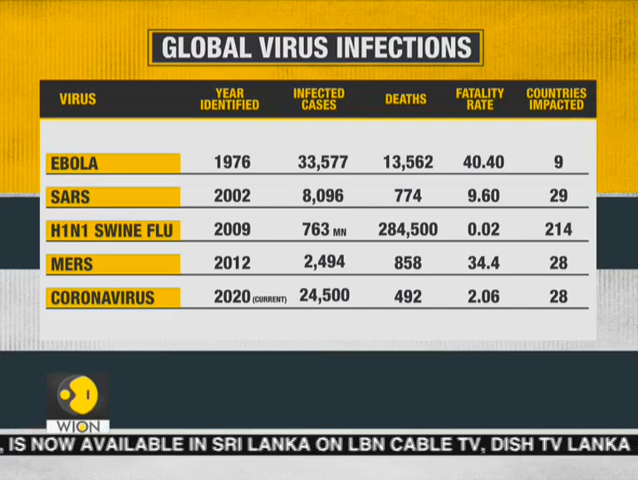 GLOBAL VIRUS INFECTIONS
VIRUS YEAR IDENTIFIED INFECTED CASES DEATHS FATALITY RATE COUNTRIES IMPACTED
EBOLA 1976 33,577 13,562 40.40 9
SARS 2002 8,096 774 9.60 29
H1N1 SWINE FLU 2009 763 MN 284,500 0.02 214
MERS 2012 2,494 858 34.4 28
CORONAVIRUS 2020 (CURRENT) 24,500 492 2.06 28
WION
, IS NOW AVAILABLE IN SRI LANKA ON LBN CABLE TV, DISH TV LANKA